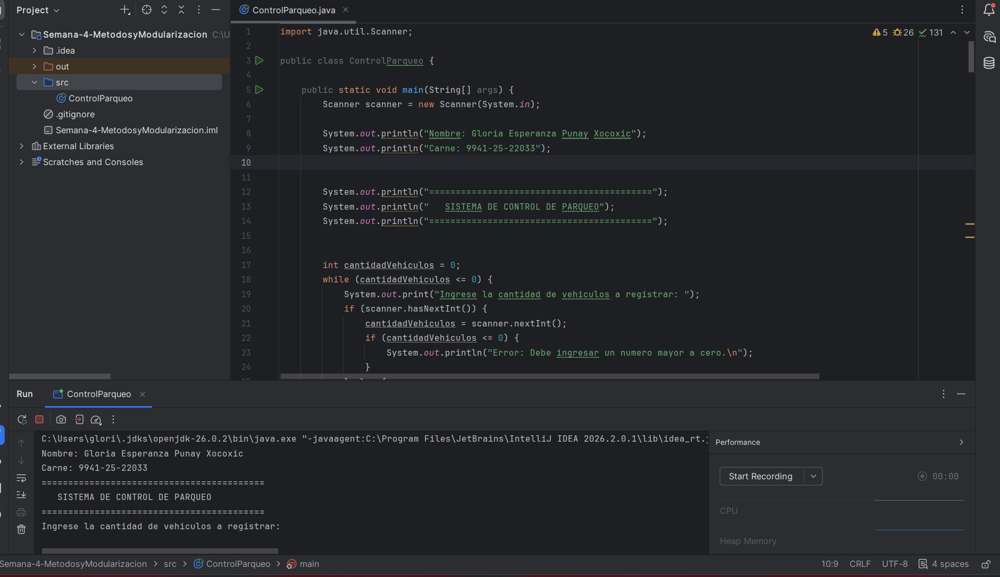 Project
Semana-4-MetodosyModularizacion C:\U
.idea
out
src
ControlParqueo
.gitignore
Semana-4-MetodosyModularizacion.iml
External Libraries
Scratches and Consoles
ControlParqueo.java
5 26 131
1 import java.util.Scanner;
2
3 public class ControlParqueo {
4
5 public static void main(String[] args) {
6 Scanner scanner = new Scanner(System.in);
7
8 System.out.println("Nombre: Gloria Esperanza Punay Xocoxic");
9 System.out.println("Carne: 9941-25-22033");
10
11
12 System.out.println("==========================================");
13 System.out.println("   SISTEMA DE CONTROL DE PARQUEO");
14 System.out.println("==========================================");
15
16
17 int cantidadVehiculos = 0;
18 while (cantidadVehiculos <= 0) {
19 System.out.print("Ingrese la cantidad de vehiculos a registrar: ");
20 if (scanner.hasNextInt()) {
21 cantidadVehiculos = scanner.nextInt();
22 if (cantidadVehiculos <= 0) {
23 System.out.println("Error: Debe ingresar un numero mayor a cero.\n");
24 }
Run ControlParqueo
C:\Users\glori\.jdks\openjdk-26.0.2\bin\java.exe "-javaagent:C:\Program Files\JetBrains\IntelliJ IDEA 2026.2.0.1\lib\idea_rt.j
Nombre: Gloria Esperanza Punay Xocoxic
Carne: 9941-25-22033
==========================================
   SISTEMA DE CONTROL DE PARQUEO
==========================================
Ingrese la cantidad de vehiculos a registrar:
Performance
Start Recording 00:00
CPU
Heap Memory
Semana-4-MetodosyModularizacion > src > ControlParqueo > main
10:9 CRLF UTF-8 4 spaces